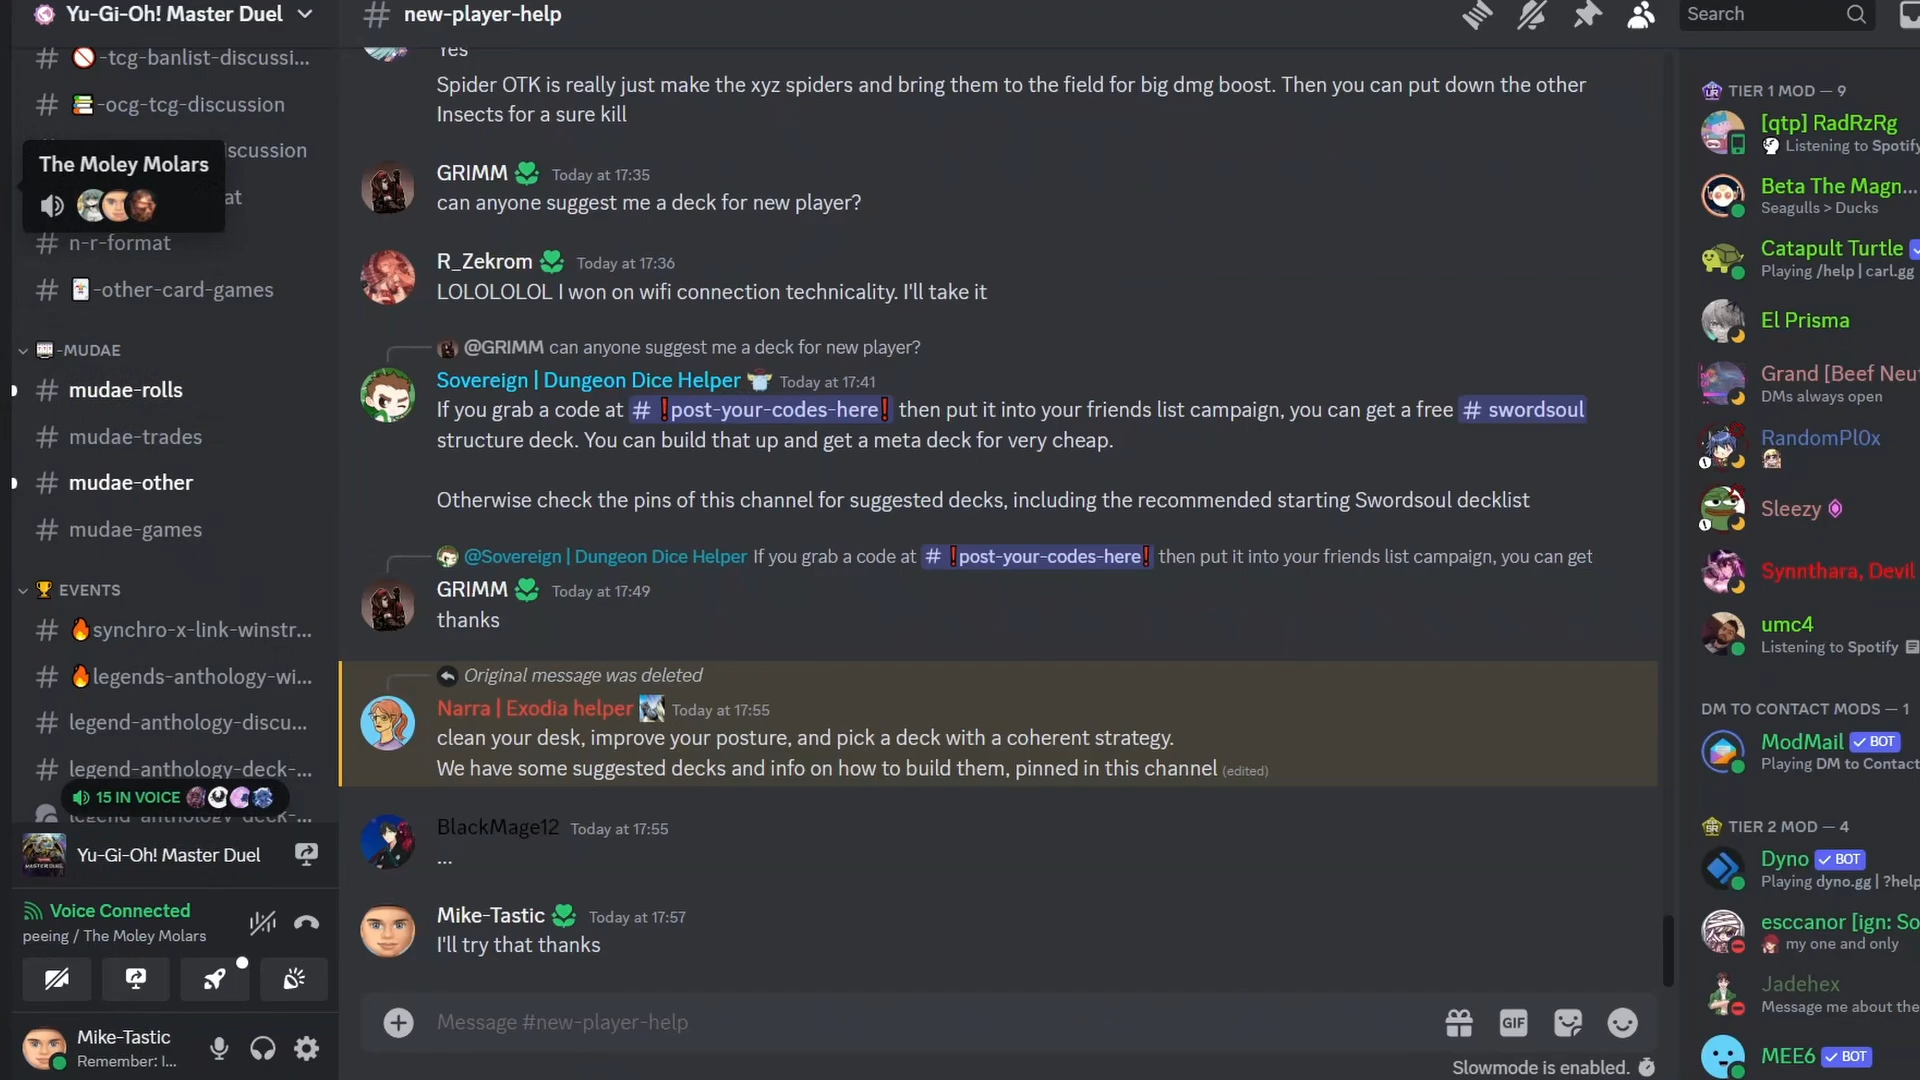 Yu-Gi-Oh! Master Duel
-tcg-banlist-discussi...
-ocg-tcg-discussion
iscussion
The Moley Molars
at
n-r-format
-other-card-games
-MUDAE
mudae-rolls
mudae-trades
mudae-other
mudae-games
EVENTS
synchro-x-link-winstr...
legends-anthology-wi...
legend-anthology-discu...
legend-anthology-deck-...
15 IN VOICE
legend-anthology-deck-...
Yu-Gi-Oh! Master Duel
Voice Connected
peeing / The Moley Molars
Mike-Tastic
Remember: I...
# new-player-help
Search
Yes
Spider OTK is really just make the xyz spiders and bring them to the field for big dmg boost. Then you can put down the other
Insects for a sure kill
GRIMM Today at 17:35
can anyone suggest me a deck for new player?
R_Zekrom Today at 17:36
LOLOLOLOL I won on wifi connection technicality. I'll take it
@GRIMM can anyone suggest me a deck for new player?
Sovereign | Dungeon Dice Helper Today at 17:41
If you grab a code at # ❗post-your-codes-here❗ then put it into your friends list campaign, you can get a free # swordsoul
structure deck. You can build that up and get a meta deck for very cheap.
Otherwise check the pins of this channel for suggested decks, including the recommended starting Swordsoul decklist
@Sovereign | Dungeon Dice Helper If you grab a code at # ❗post-your-codes-here❗ then put it into your friends list campaign, you can get
GRIMM Today at 17:49
thanks
Original message was deleted
Narra | Exodia helper Today at 17:55
clean your desk, improve your posture, and pick a deck with a coherent strategy.
We have some suggested decks and info on how to build them, pinned in this channel (edited)
BlackMage12 Today at 17:55
...
Mike-Tastic Today at 17:57
I'll try that thanks
Message #new-player-help
GIF
Slowmode is enabled.
UR TIER 1 MOD — 9
[qtp] RadRzRg
Listening to Spotify
Beta The Magn...
Seagulls > Ducks
Catapult Turtle
Playing /help | carl.gg
El Prisma
Grand [Beef Neu
DMs always open
RandomPl0x
Sleezy
Synnthara, Devil
umc4
Listening to Spotify
DM TO CONTACT MODS — 1
ModMail ✓ BOT
Playing DM to Contact
SR TIER 2 MOD — 4
Dyno ✓ BOT
Playing dyno.gg | ?help
esccanor [ign: So
my one and only
Jadehex
Message me about the
MEE6 ✓ BOT